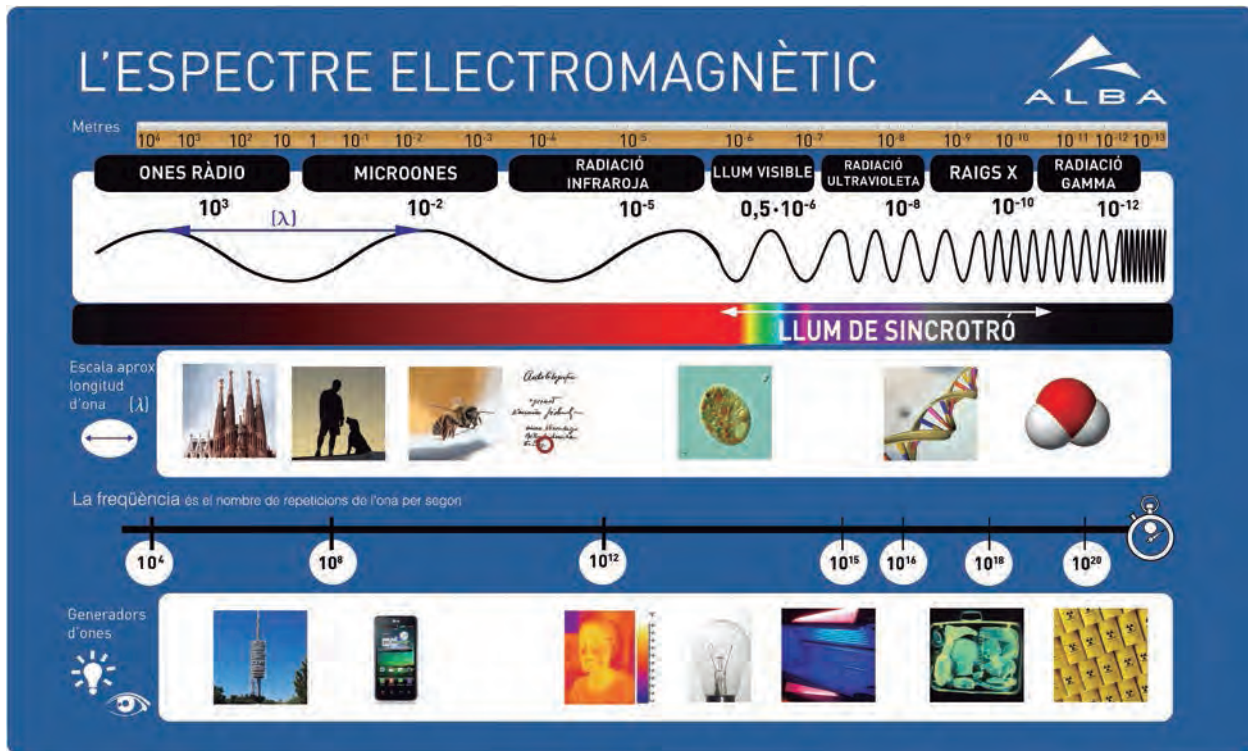 L'ESPECTRE ELECTROMAGNÈTIC
ALBA
Metres
10⁴ 10³ 10² 10 1 10⁻¹ 10⁻² 10⁻³ 10⁻⁴ 10⁻⁵ 10⁻⁶ 10⁻⁷ 10⁻⁸ 10⁻⁹ 10⁻¹⁰ 10⁻¹¹ 10⁻¹² 10⁻¹³
ONES RÀDIO
MICROONES
RADIACIÓ
INFRAROJA
LLUM VISIBLE
RADIACIÓ
ULTRAVIOLETA
RAIGS X
RADIACIÓ
GAMMA
10³ 10⁻² 10⁻⁵ 0,5·10⁻⁶ 10⁻⁸ 10⁻¹⁰ 10⁻¹²
(λ)
LLUM DE SINCROTRÓ
Escala aprox
longitud
d'ona (λ)
La freqüència és el nombre de repeticions de l'ona per segon
10⁴ 10⁸ 10¹² 10¹⁵ 10¹⁶ 10¹⁸ 10²⁰
Generadors
d'ones